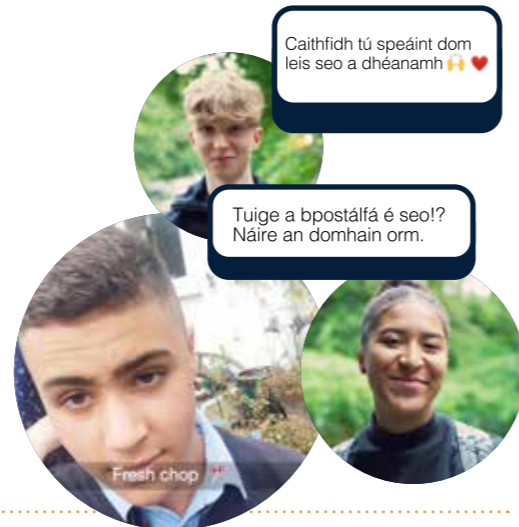 Caithfidh tú speáint dom
leis seo a dhéanamh 🙌 ❤️
Tuige a bpostálfá é seo!?
Náire an domhain orm.
Fresh chop